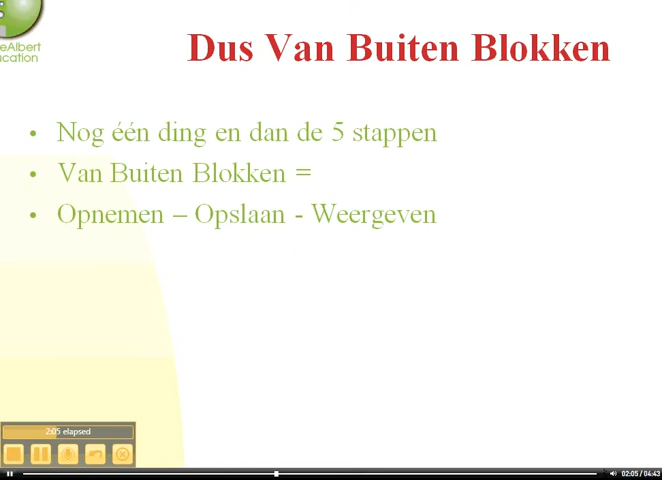 eAlbert
cation
Dus Van Buiten Blokken
• Nog één ding en dan de 5 stappen
• Van Buiten Blokken =
• Opnemen – Opslaan - Weergeven
2:05 elapsed
02:05 / 04:43